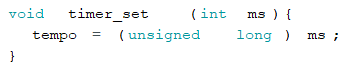 void timer_set (int ms){
tempo = (unsigned long ) ms ;
}